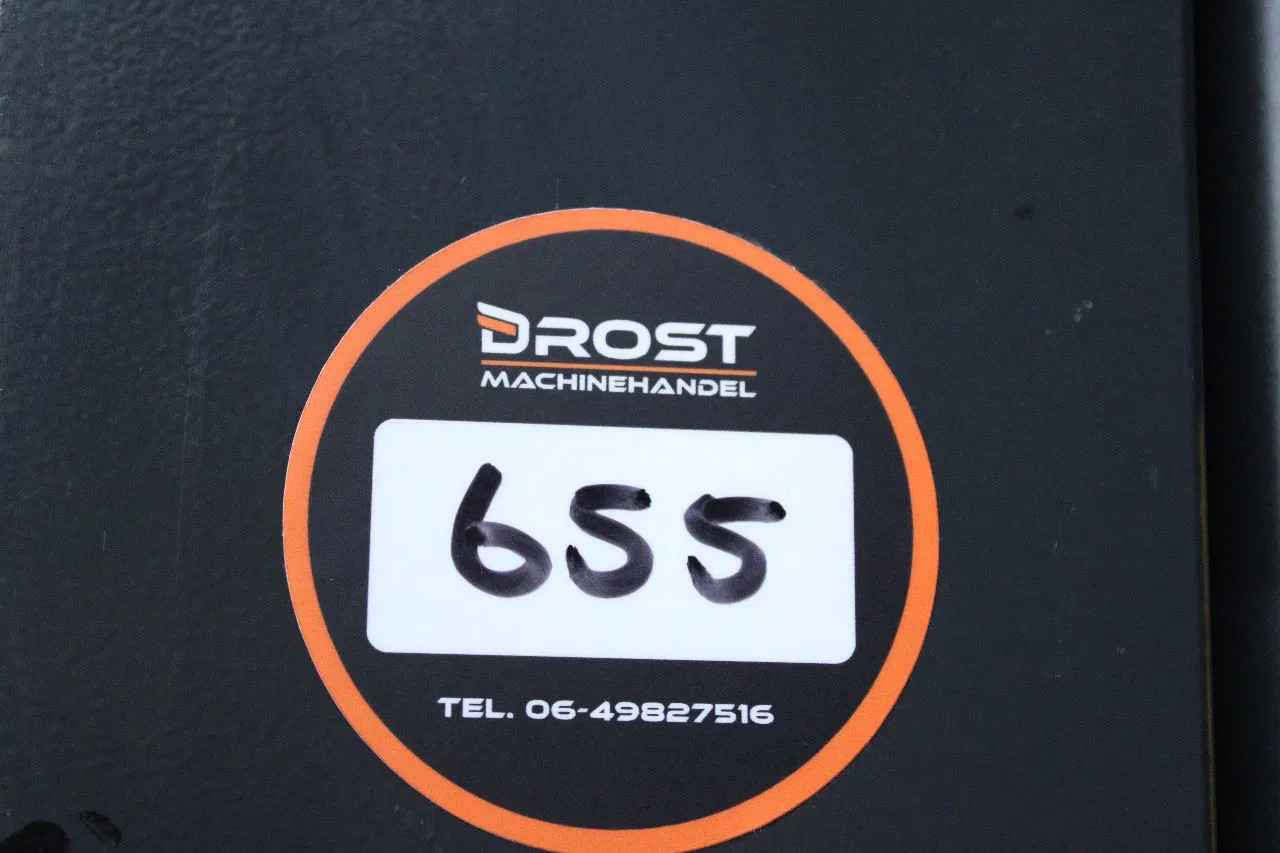 DROST
MACHINEHANDEL
655
TEL. 06-49827516